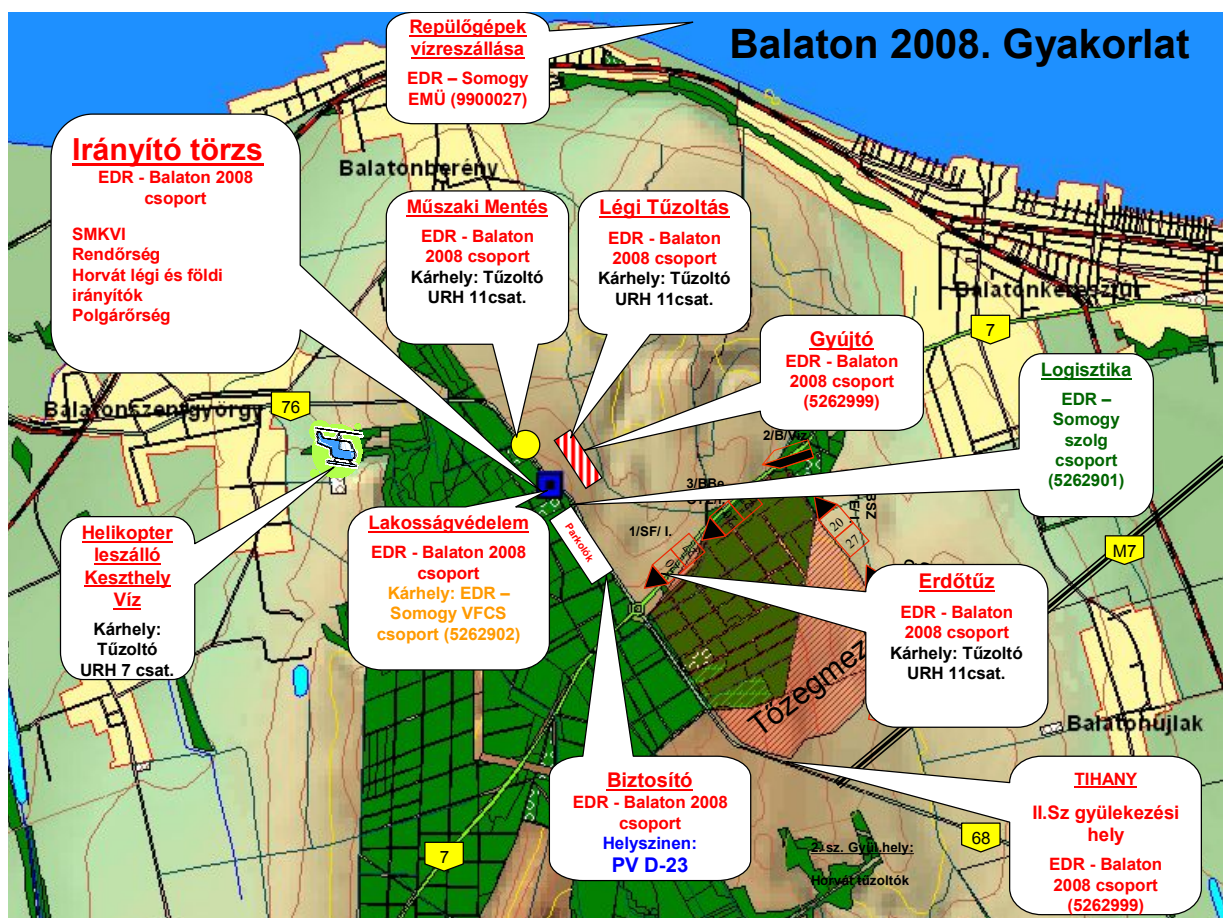 Balaton 2008. Gyakorlat
Repülőgépek
vízreszállása
EDR – Somogy
EMÜ (9900027)
Irányító törzs
EDR - Balaton 2008
csoport
SMKVI
Rendőrség
Horvát légi és földi
irányítók
Polgárőrség
Balatonberény
Műszaki Mentés
EDR - Balaton
2008 csoport
Kárhely: Tűzoltó
URH 11csat.
Légi Tűzoltás
EDR - Balaton
2008 csoport
Kárhely: Tűzoltó
URH 11csat.
Balatonkeresztúr
7
Gyújtó
EDR - Balaton
2008 csoport
(5262999)
Logisztika
EDR –
Somogy
szolg
csoport
(5262901)
Balatonszentgyörgy
76
2/B/Víz.
3/BBe
1/SF/ I.
20
27
M7
Helikopter
leszálló
Keszthely
Víz
Kárhely:
Tűzoltó
URH 7 csat.
Parkolók
Lakosságvédelem
EDR - Balaton 2008
csoport
Kárhely: EDR –
Somogy VFCS
csoport (5262902)
Erdőtűz
EDR - Balaton
2008 csoport
Kárhely: Tűzoltó
URH 11csat.
Tőzegmez
Balatonújlak
Biztosító
EDR - Balaton 2008
csoport
Helyszinen:
PV D-23
TIHANY
II.Sz gyülekezési
hely
EDR - Balaton
2008 csoport
(5262999)
7
68
2. sz. Gyül.hely:
Horvát tűzoltók